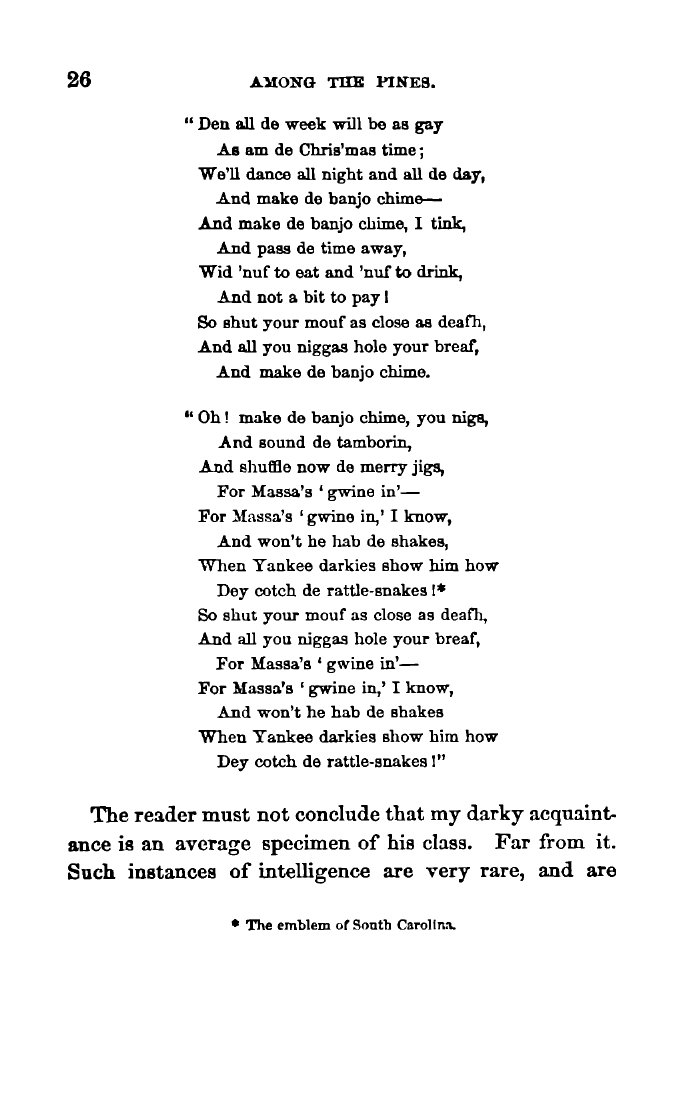 26 AMONG THE PINES.
“ Den all de week will be as gay
As am de Chris'mas time;
We'll dance all night and all de day,
And make de banjo chime—
And make de banjo chime, I tink,
And pass de time away,
Wid 'nuf to eat and 'nuf to drink,
And not a bit to pay!
So shut your mouf as close as deafh,
And all you niggas hole your breaf,
And make de banjo chime.
“ Oh! make de banjo chime, you nigs,
And sound de tamborin,
And shuffle now de merry jigs,
For Massa's ‘ gwine in’—
For Massa's ‘ gwine in,’ I know,
And won't he hab de shakes,
When Yankee darkies show him how
Dey cotch de rattle-snakes !*
So shut your mouf as close as deafh,
And all you niggas hole your breaf,
For Massa's ‘ gwine in’—
For Massa's ‘ gwine in,’ I know,
And won't he hab de shakes
When Yankee darkies show him how
Dey cotch de rattle-snakes !”
The reader must not conclude that my darky acquaint-
ance is an average specimen of his class. Far from it.
Such instances of intelligence are very rare, and are
* The emblem of South Carolina.